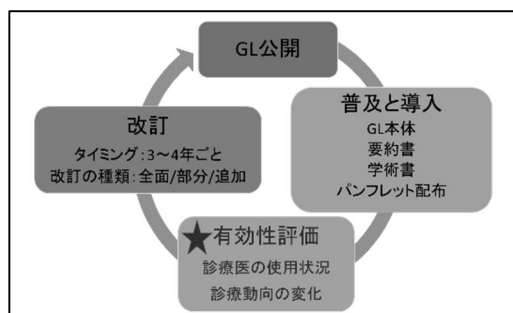 GL公開
普及と導入
GL本体
要約書
学術書
パンフレット配布
★有効性評価
診療医の使用状況
診療動向の変化
改訂
タイミング:3~4年ごと
改訂の種類:全面/部分/追加